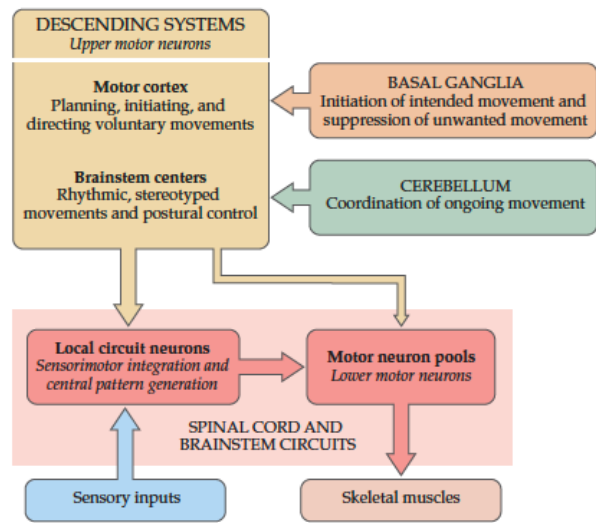 DESCENDING SYSTEMS
Upper motor neurons
Motor cortex
Planning, initiating, and
directing voluntary movements
Brainstem centers
Rhythmic, stereotyped
movements and postural control
BASAL GANGLIA
Initiation of intended movement and
suppression of unwanted movement
CEREBELLUM
Coordination of ongoing movement
Local circuit neurons
Sensorimotor integration and
central pattern generation
Motor neuron pools
Lower motor neurons
SPINAL CORD AND
BRAINSTEM CIRCUITS
Sensory inputs
Skeletal muscles